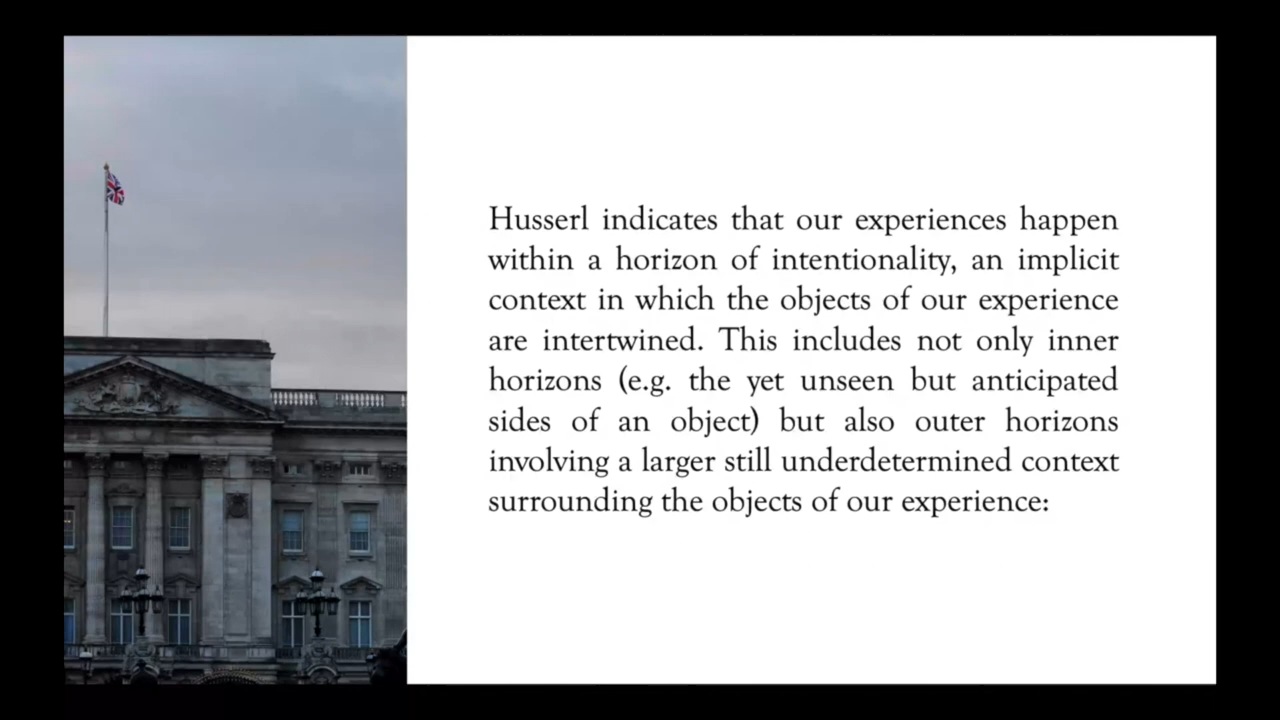 Husserl indicates that our experiences happen
within a horizon of intentionality, an implicit
context in which the objects of our experience
are intertwined. This includes not only inner
horizons (e.g. the yet unseen but anticipated
sides of an object) but also outer horizons
involving a larger still underdetermined context
surrounding the objects of our experience: